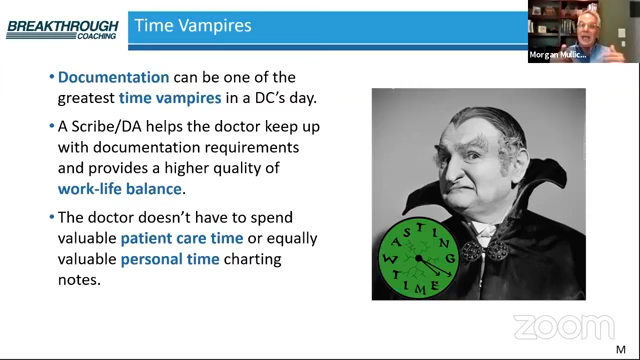 BREAKTHROUGH
COACHING
Time Vampires
Morgan Mullic...
• Documentation can be one of the
greatest time vampires in a DC's day.
• A Scribe/DA helps the doctor keep up
with documentation requirements
and provides a higher quality of
work-life balance.
• The doctor doesn't have to spend
valuable patient care time or equally
valuable personal time charting
notes.
WASTING
TIME
zoom
M